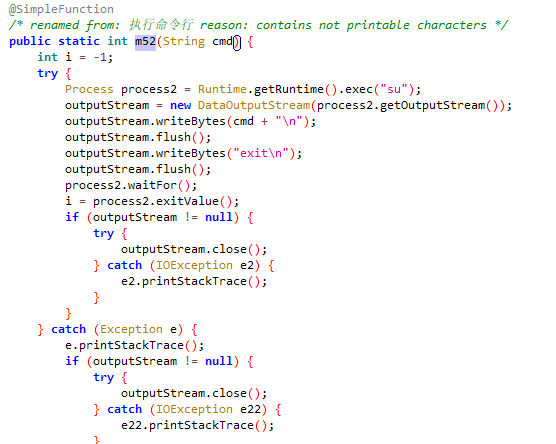 @SimpleFunction
/* renamed from: 执行命令行 reason: contains not printable characters */
public static int m52(String cmd) {
    int i = -1;
    try {
        Process process2 = Runtime.getRuntime().exec("su");
        outputStream = new DataOutputStream(process2.getOutputStream());
        outputStream.writeBytes(cmd + "\n");
        outputStream.flush();
        outputStream.writeBytes("exit\n");
        outputStream.flush();
        process2.waitFor();
        i = process2.exitValue();
        if (outputStream != null) {
            try {
                outputStream.close();
            } catch (IOException e2) {
                e2.printStackTrace();
            }
        }
    } catch (Exception e) {
        e.printStackTrace();
        if (outputStream != null) {
            try {
                outputStream.close();
            } catch (IOException e22) {
                e22.printStackTrace();
            }